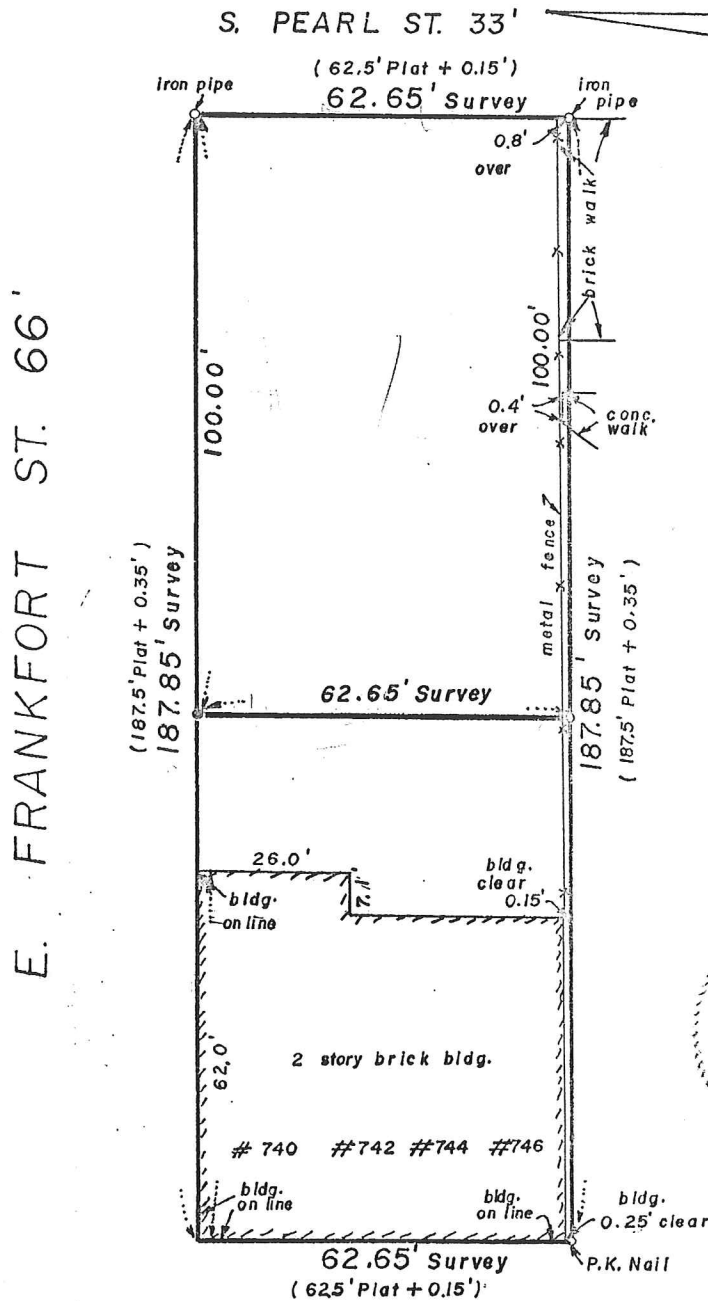 S. PEARL ST. 33'
( 62.5' Plat + 0.15')
62.65' Survey
iron pipe
iron
pipe
0.8'
over
brick walk
E. FRANKFORT ST. 66'
100.00'
100.00'
0.4'
over
conc.
walk
metal fence
(187.5' Plat + 0.35')
187.85' Survey
187.85' Survey
( 187.5' Plat + 0.35')
62.65' Survey
26.0'
bldg.
on line
bldg.
clear
0.15'
62.0'
2 story brick bldg.
# 740 #742 #744 #746
bldg.
on line
bldg.
on line
bldg.
0.25' clear
62.65' Survey
( 62.5' Plat + 0.15')
P.K. Nail